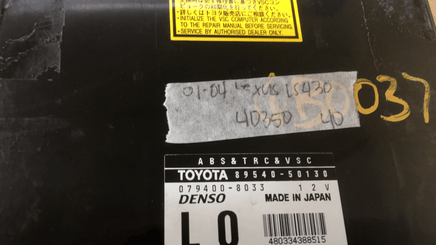 ・INITIALIZE THE VSC COMPUTER ACCORDING
TO THE REPAIR MANUAL BEFORE SERVICING
・SERVICE BY AUTHORISED DEALER ONLY.
01-04 LEXUS LS430
40350 40
037
ABS&TRC&VSC
TOYOTA 89540-50130
079400-8033 12V
DENSO MADE IN JAPAN
L0
480334388515